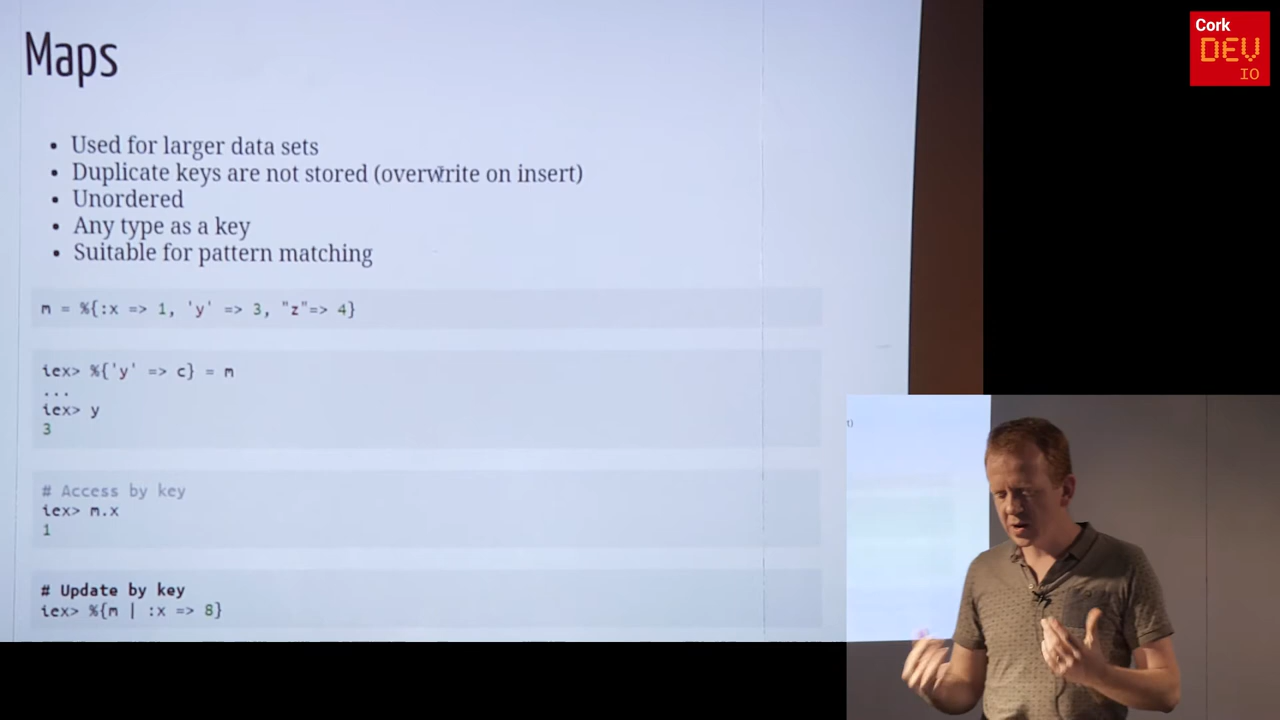 Maps
• Used for larger data sets
• Duplicate keys are not stored (overwrite on insert)
• Unordered
• Any type as a key
• Suitable for pattern matching
m = %{:x => 1, 'y' => 3, "z"=> 4}
iex> %{'y' => c} = m
...
iex> y
3
# Access by key
iex> m.x
1
# Update by key
iex> %{m | :x => 8}
Cork
DEV
IO